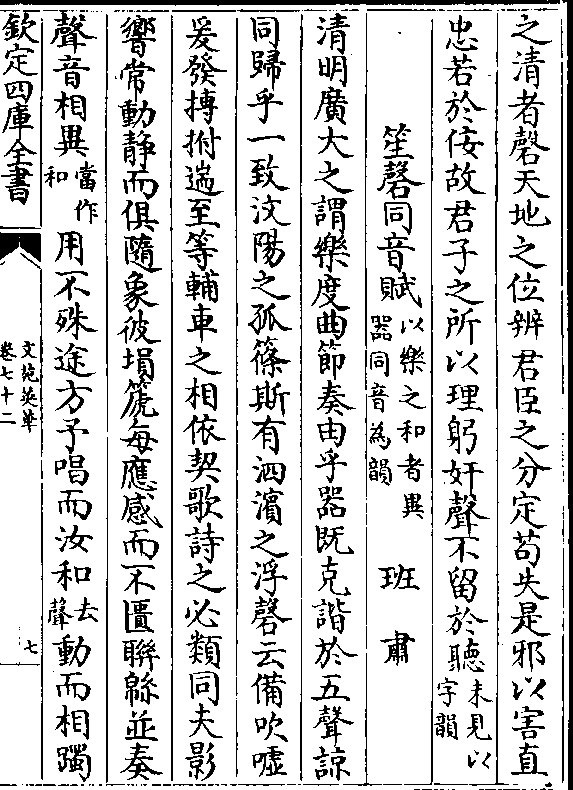 之清者磬天地之位辨君臣之分定苟失是邪以害直
忠若於佞故君子之所以理躬奸聲不留於聽未見以字韻
笙磬同音賦以樂之和者異器同音為韻 班肅
清明廣大之謂樂度曲節奏由乎器既克諧於五聲諒
同歸乎一致汶陽之孤篠斯有泗濱之浮磬云備吹噓
爰發搏拊遄至等輔車之相依契歌詩之必類同夫影
響常動靜而俱隨象彼塤箎每應感而不匱聯緜並奏
聲音相異當作和用不殊途方予唱而汝和去聲動而相躅
欽定四庫全書
文苑英華
卷七十二
七